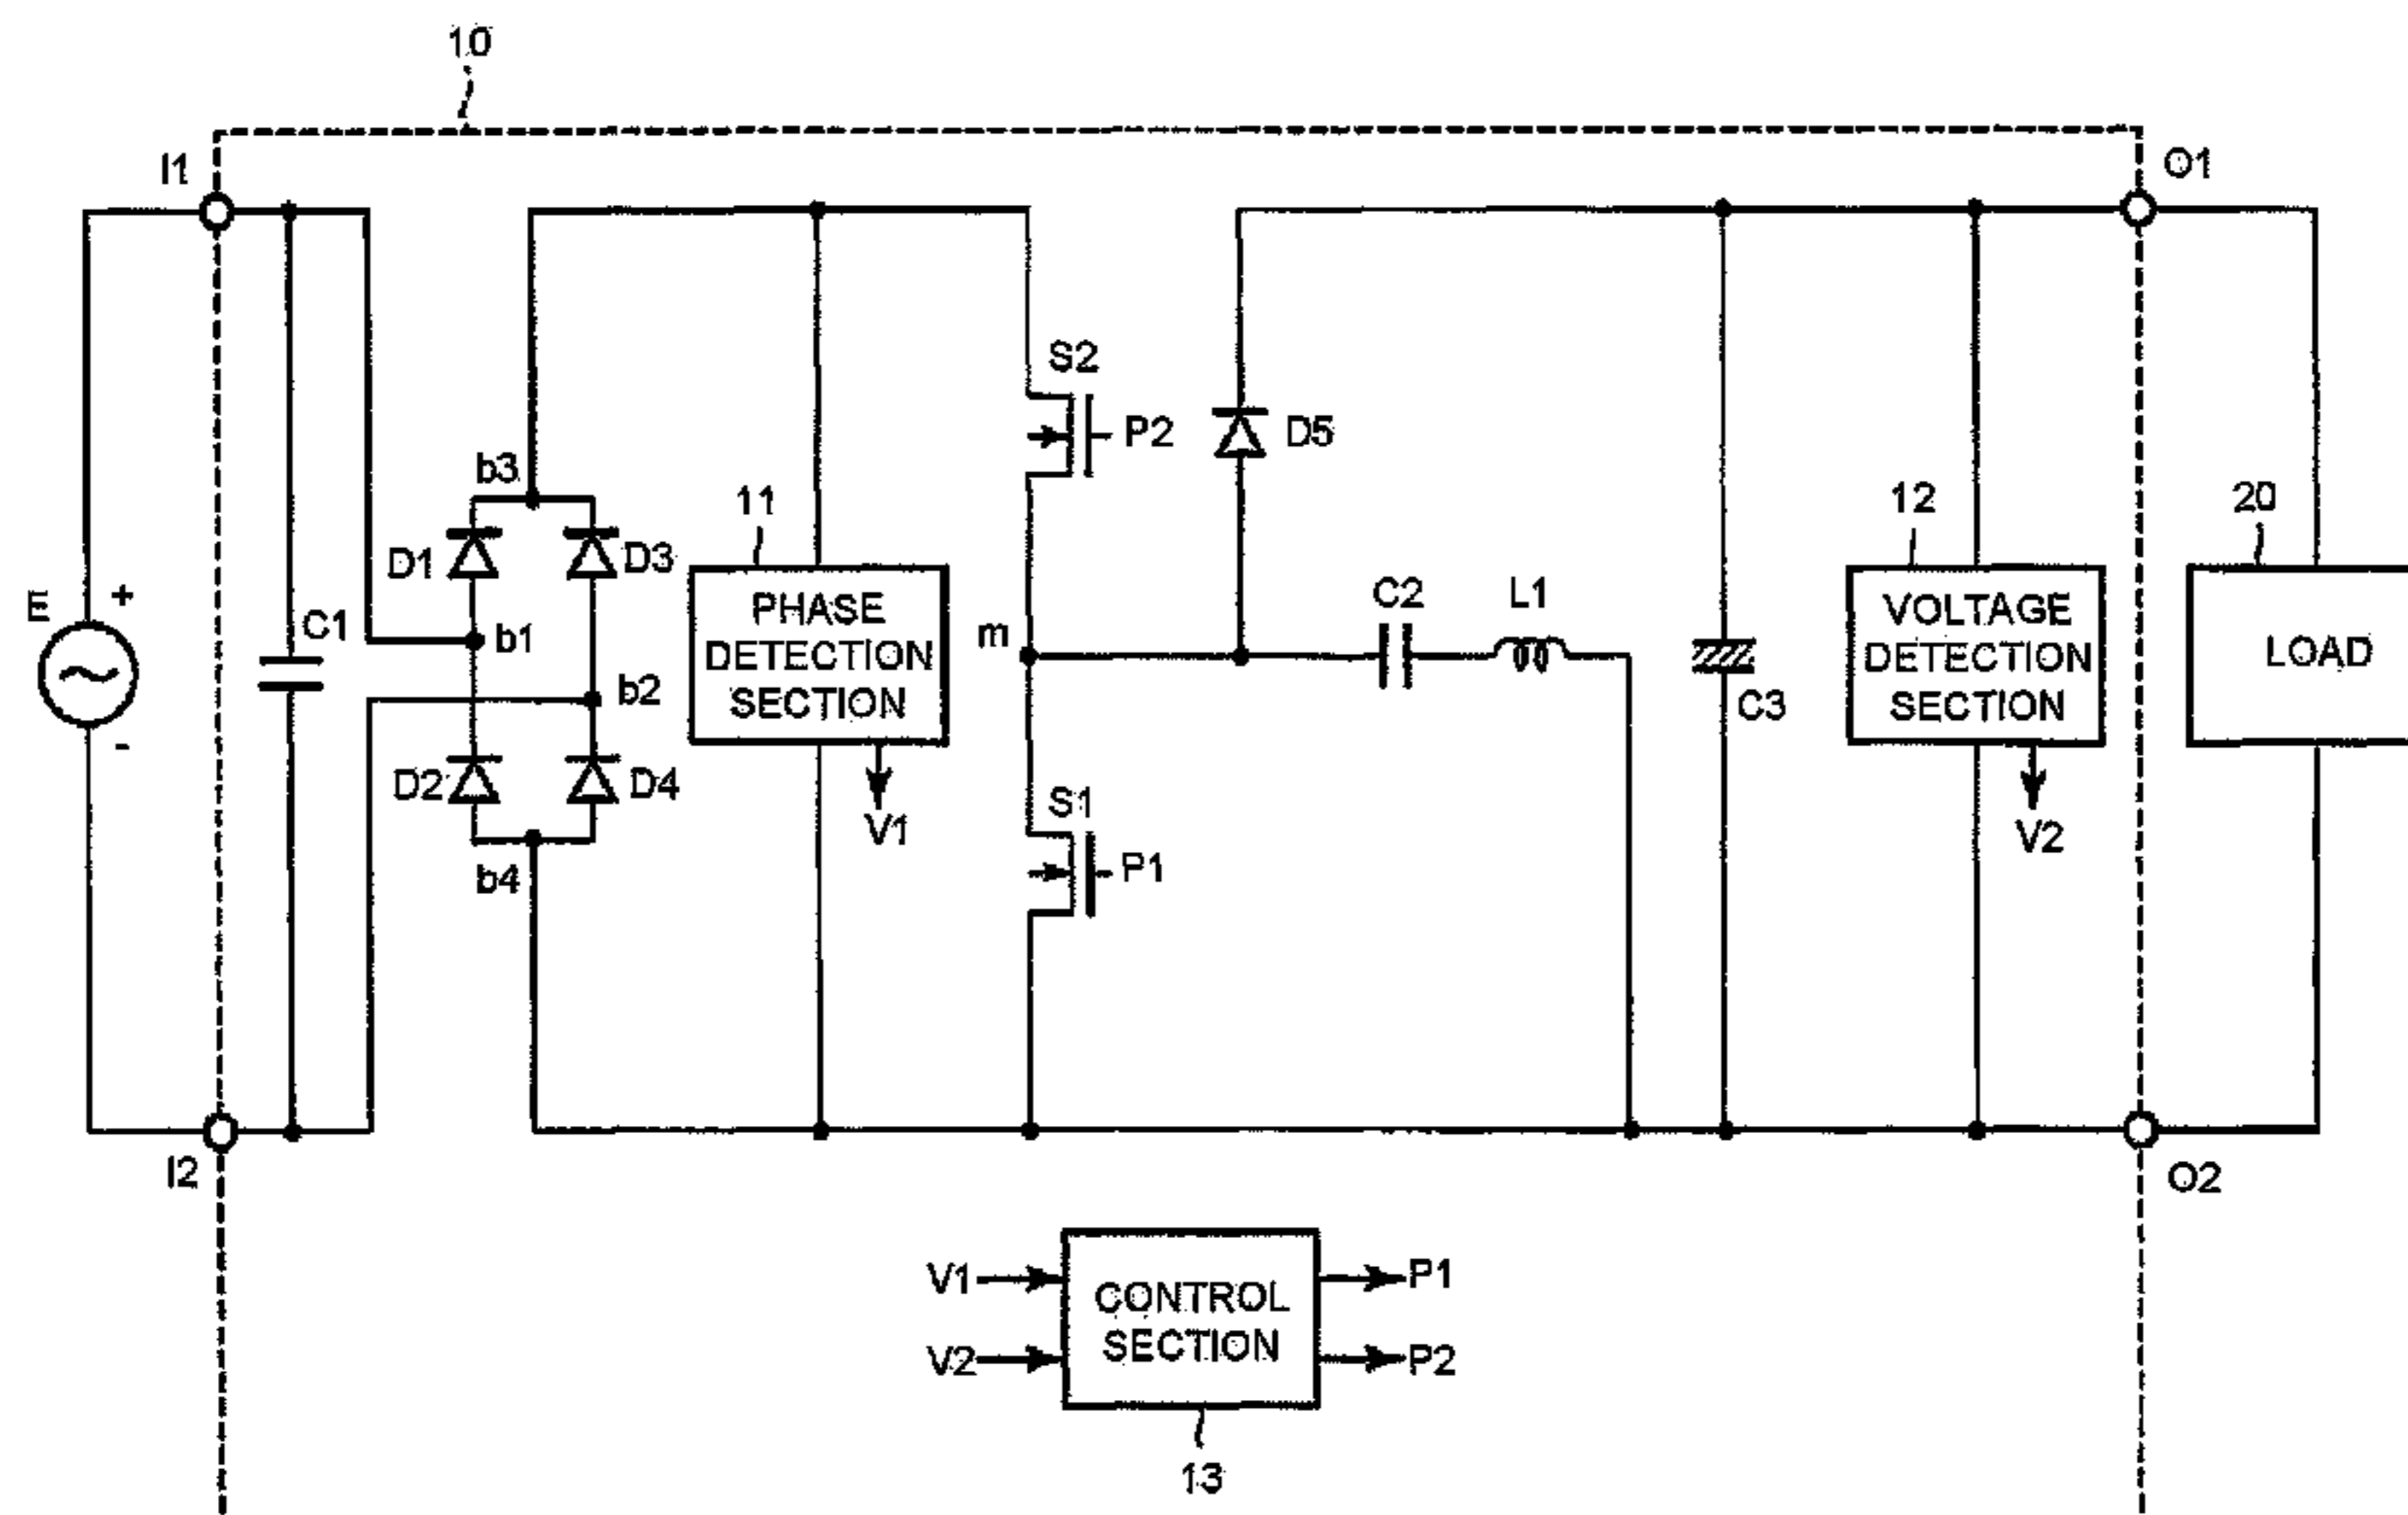 10
I1
O1
S2
P2
D5
b3
11
12
20
D1
D3
PHASE
DETECTION
SECTION
m
C2
L1
VOLTAGE
DETECTION
SECTION
LOAD
E
+
-
C1
b1
b2
C3
D2
D4
V1
S1
P1
V2
b4
I2
O2
V1
V2
CONTROL
SECTION
P1
P2
13